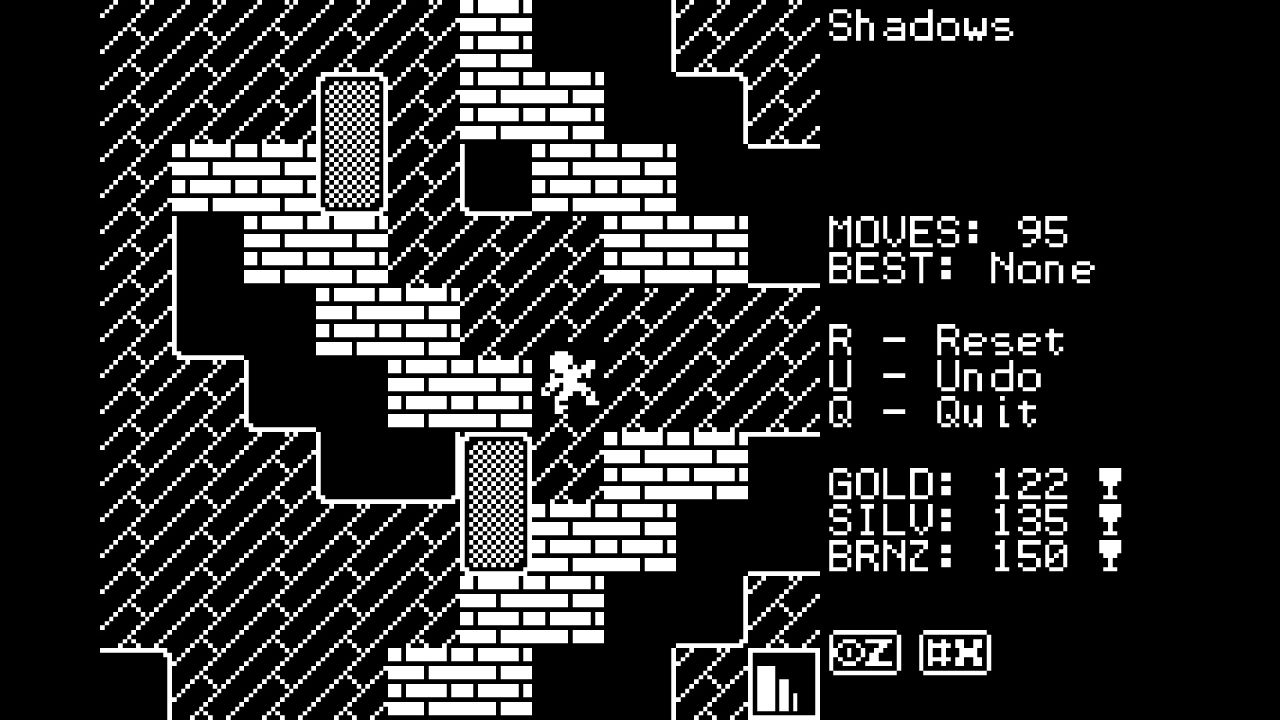 Shadows
MOVES: 95
BEST: None
R - Reset
U - Undo
Q - Quit
GOLD: 122
SILV: 135
BRNZ: 150
Z
X